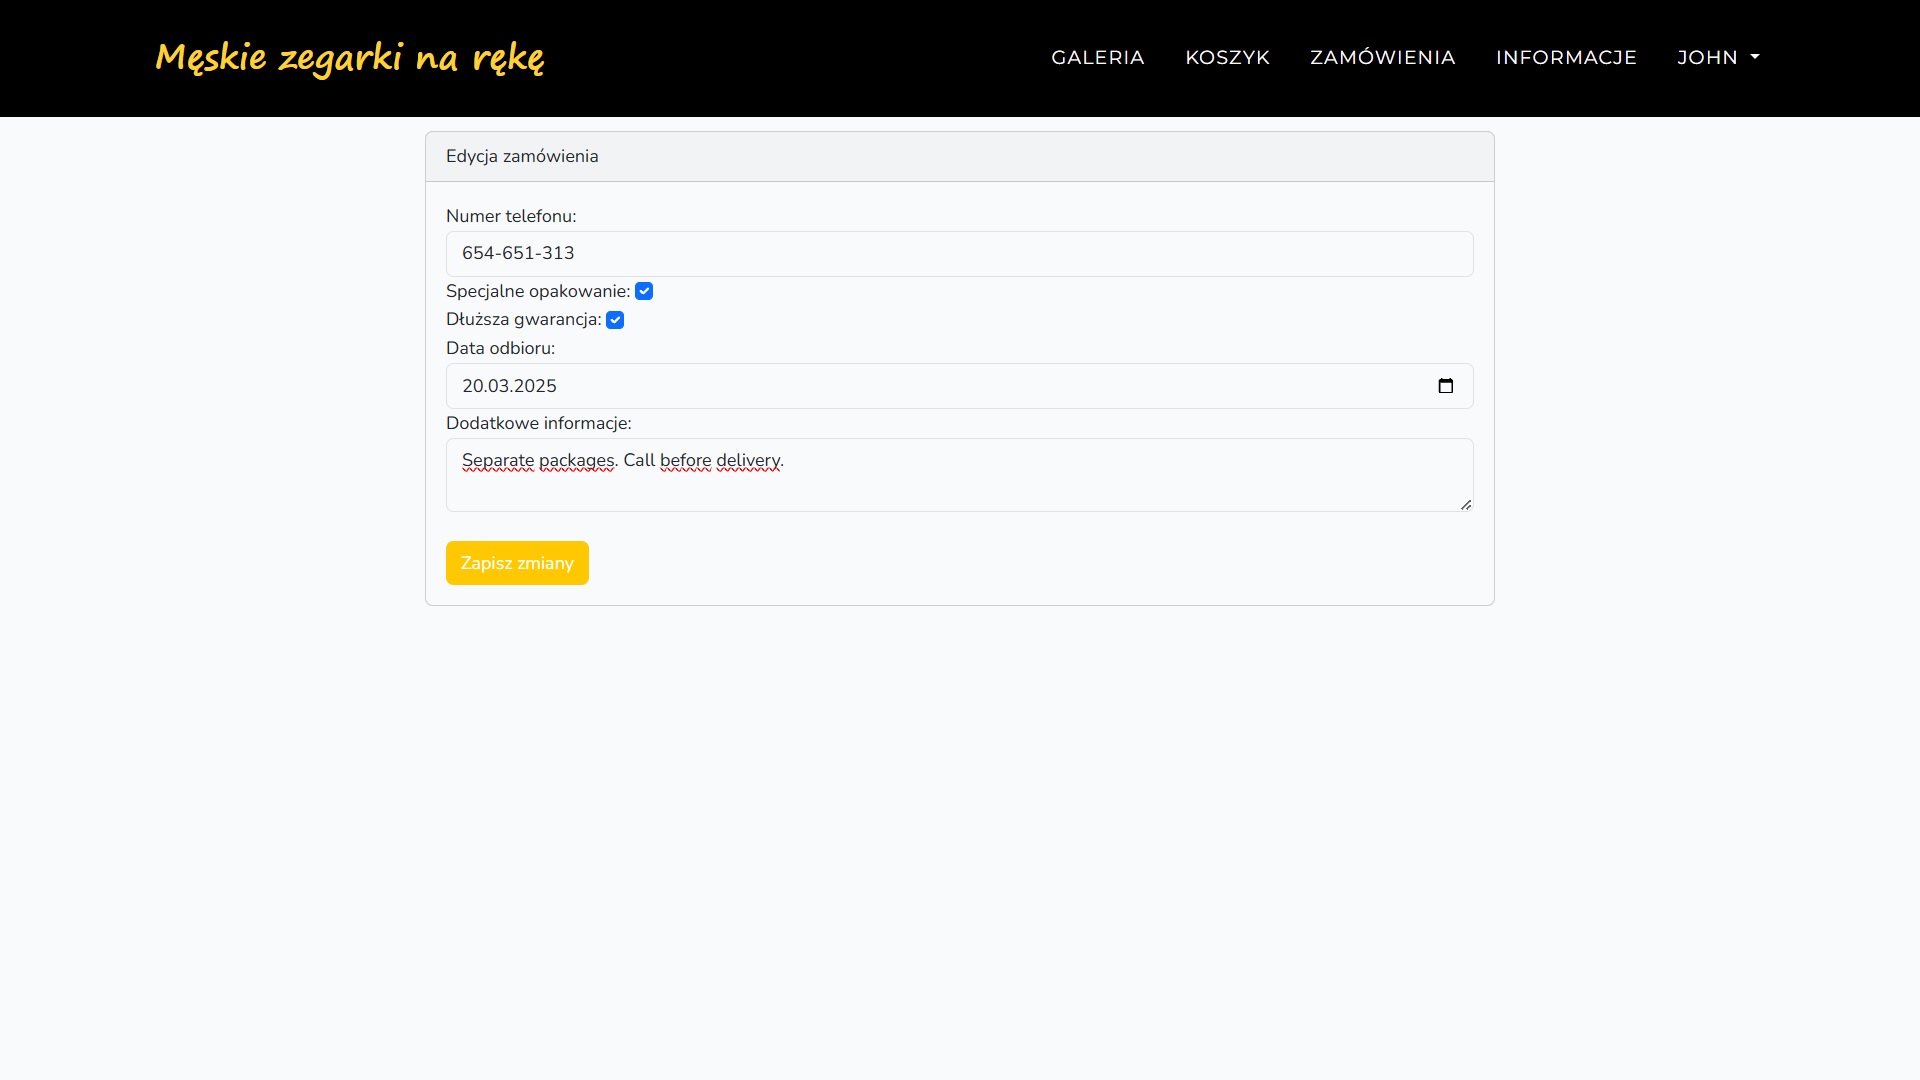 Męskie zegarki na rękę
GALERIA KOSZYK ZAMÓWIENIA INFORMACJE JOHN
Edycja zamówienia
Numer telefonu:
654-651-313
Specjalne opakowanie:
Dłuższa gwarancja:
Data odbioru:
20.03.2025
Dodatkowe informacje:
Separate packages. Call before delivery.
Zapisz zmiany